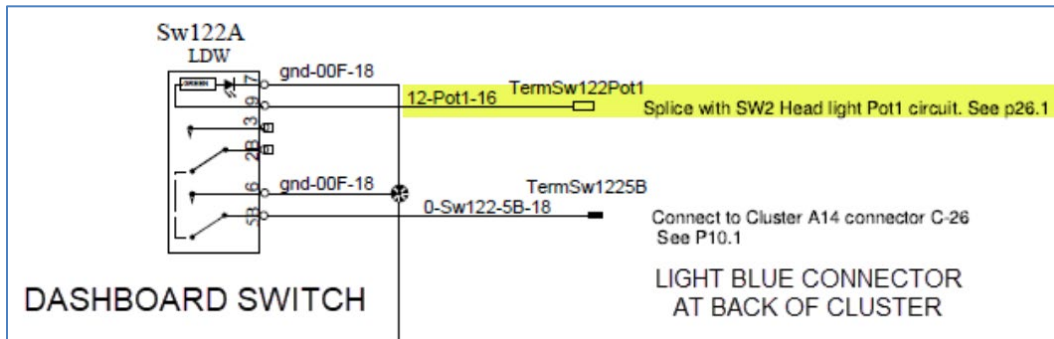 Sw122A
LDW
7 gnd-00F-18
9 12-Pot1-16 TermSw122Pot1 Splice with SW2 Head light Pot1 circuit. See p26.1
3
2B
6 gnd-00F-18
5B 0-Sw122-5B-18 TermSw1225B
Connect to Cluster A14 connector C-26
See P10.1
DASHBOARD SWITCH
LIGHT BLUE CONNECTOR
AT BACK OF CLUSTER